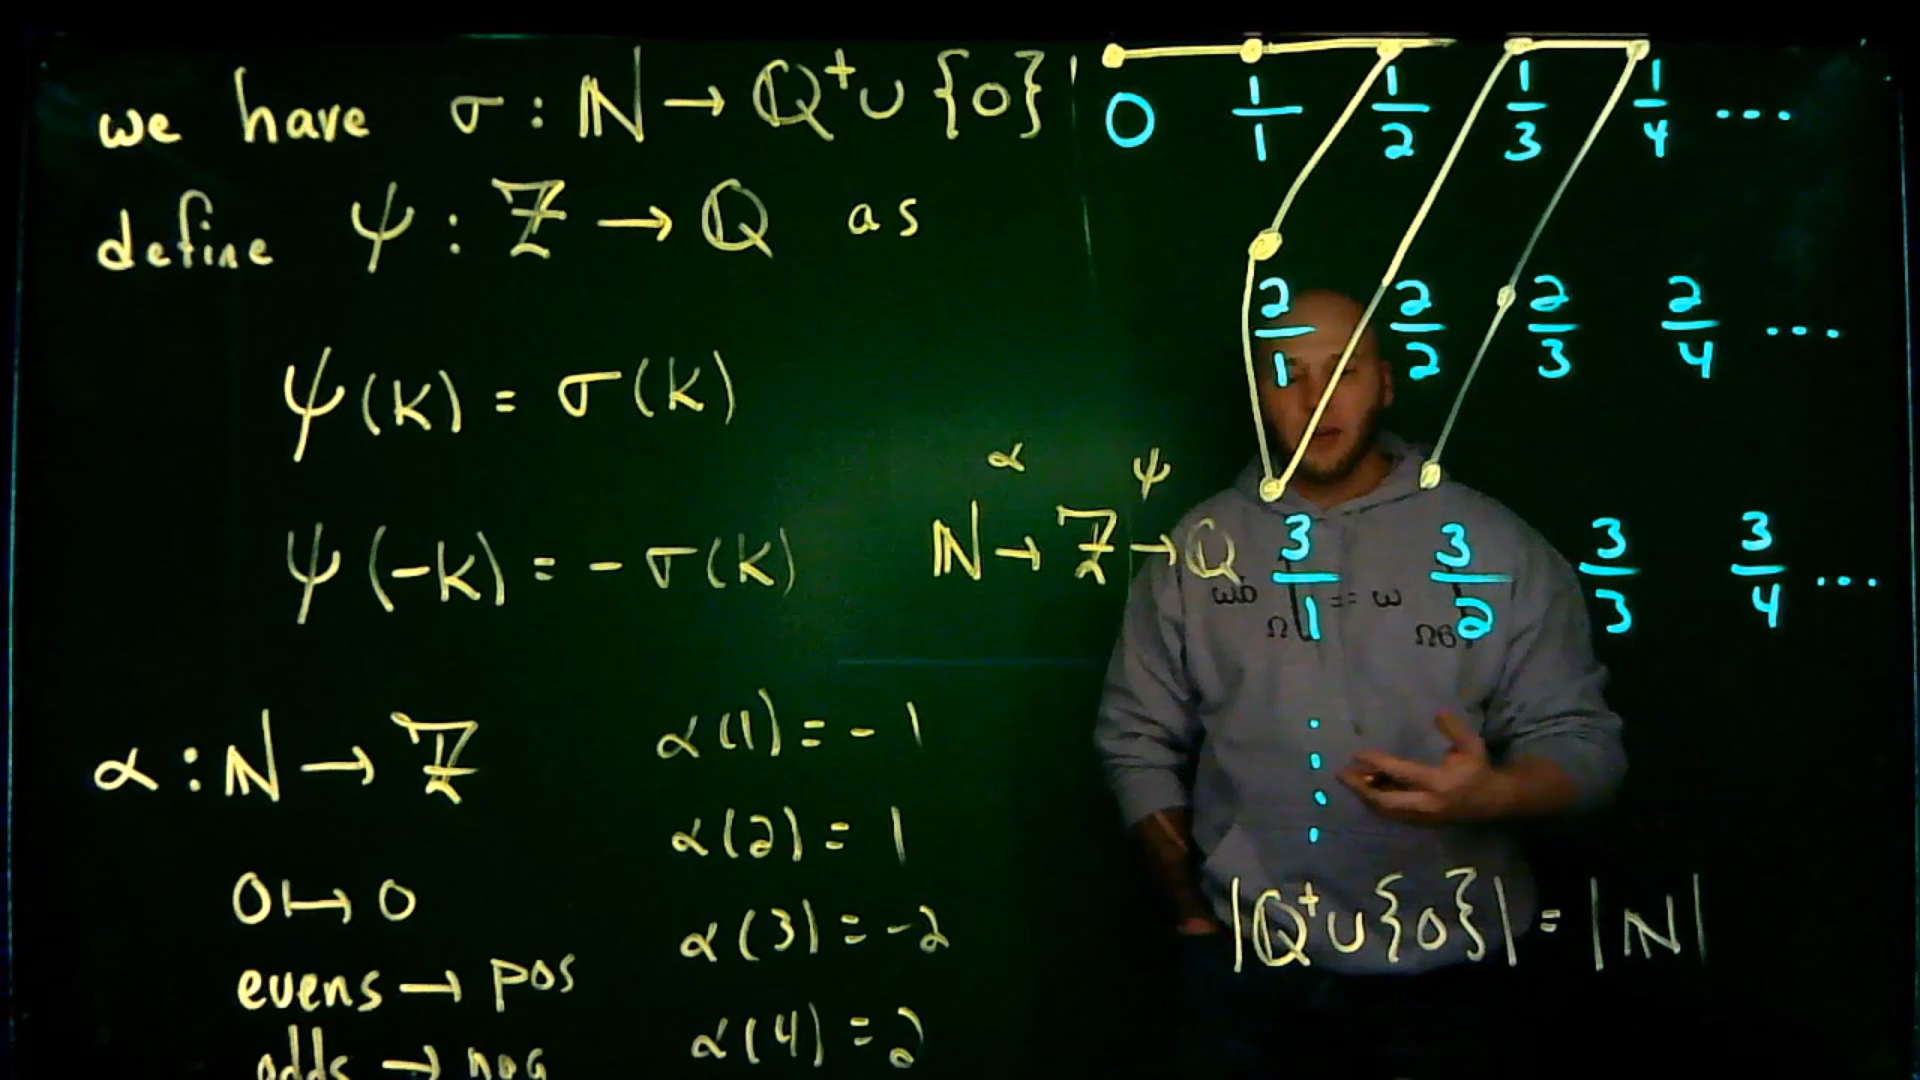 we have σ : ℕ → ℚ⁺ ∪ {0}
define ψ : ℤ → ℚ as
ψ(k) = σ(k)
ψ(-k) = - σ(k)
α ψ
ℕ → ℤ → ℚ
α : ℕ → ℤ
0 ↦ 0
evens → pos
odds → neg
α(1) = - 1
α(2) = 1
α(3) = -2
α(4) = 2
0 1/1 1/2 1/3 1/4 ...
2/1 2/2 2/3 2/4 ...
3/1 3/2 3/3 3/4 ...
|ℚ⁺ ∪ {0}| = |ℕ|